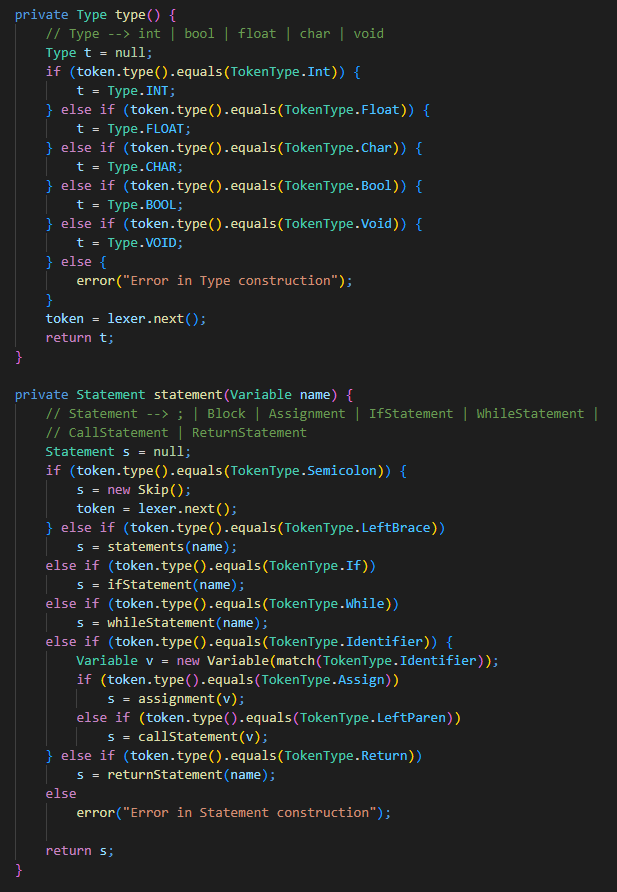 private Type type() {
    // Type --> int | bool | float | char | void
    Type t = null;
    if (token.type().equals(TokenType.Int)) {
        t = Type.INT;
    } else if (token.type().equals(TokenType.Float)) {
        t = Type.FLOAT;
    } else if (token.type().equals(TokenType.Char)) {
        t = Type.CHAR;
    } else if (token.type().equals(TokenType.Bool)) {
        t = Type.BOOL;
    } else if (token.type().equals(TokenType.Void)) {
        t = Type.VOID;
    } else {
        error("Error in Type construction");
    }
    token = lexer.next();
    return t;
}

private Statement statement(Variable name) {
    // Statement --> ; | Block | Assignment | IfStatement | WhileStatement |
    // CallStatement | ReturnStatement
    Statement s = null;
    if (token.type().equals(TokenType.Semicolon)) {
        s = new Skip();
        token = lexer.next();
    } else if (token.type().equals(TokenType.LeftBrace))
        s = statements(name);
    else if (token.type().equals(TokenType.If))
        s = ifStatement(name);
    else if (token.type().equals(TokenType.While))
        s = whileStatement(name);
    else if (token.type().equals(TokenType.Identifier)) {
        Variable v = new Variable(match(TokenType.Identifier));
        if (token.type().equals(TokenType.Assign))
            s = assignment(v);
        else if (token.type().equals(TokenType.LeftParen))
            s = callStatement(v);
    } else if (token.type().equals(TokenType.Return))
        s = returnStatement(name);
    else
        error("Error in Statement construction");

    return s;
}